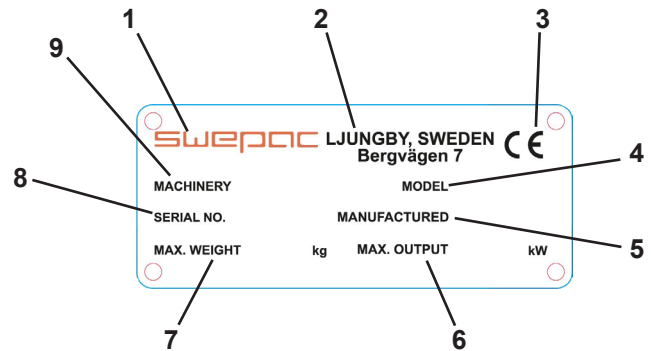 1 2 3
9
swepac LJUNGBY, SWEDEN CE
Bergvägen 7
4
8 MACHINERY MODEL
SERIAL NO. MANUFACTURED
5
MAX. WEIGHT kg MAX. OUTPUT kW
7 6